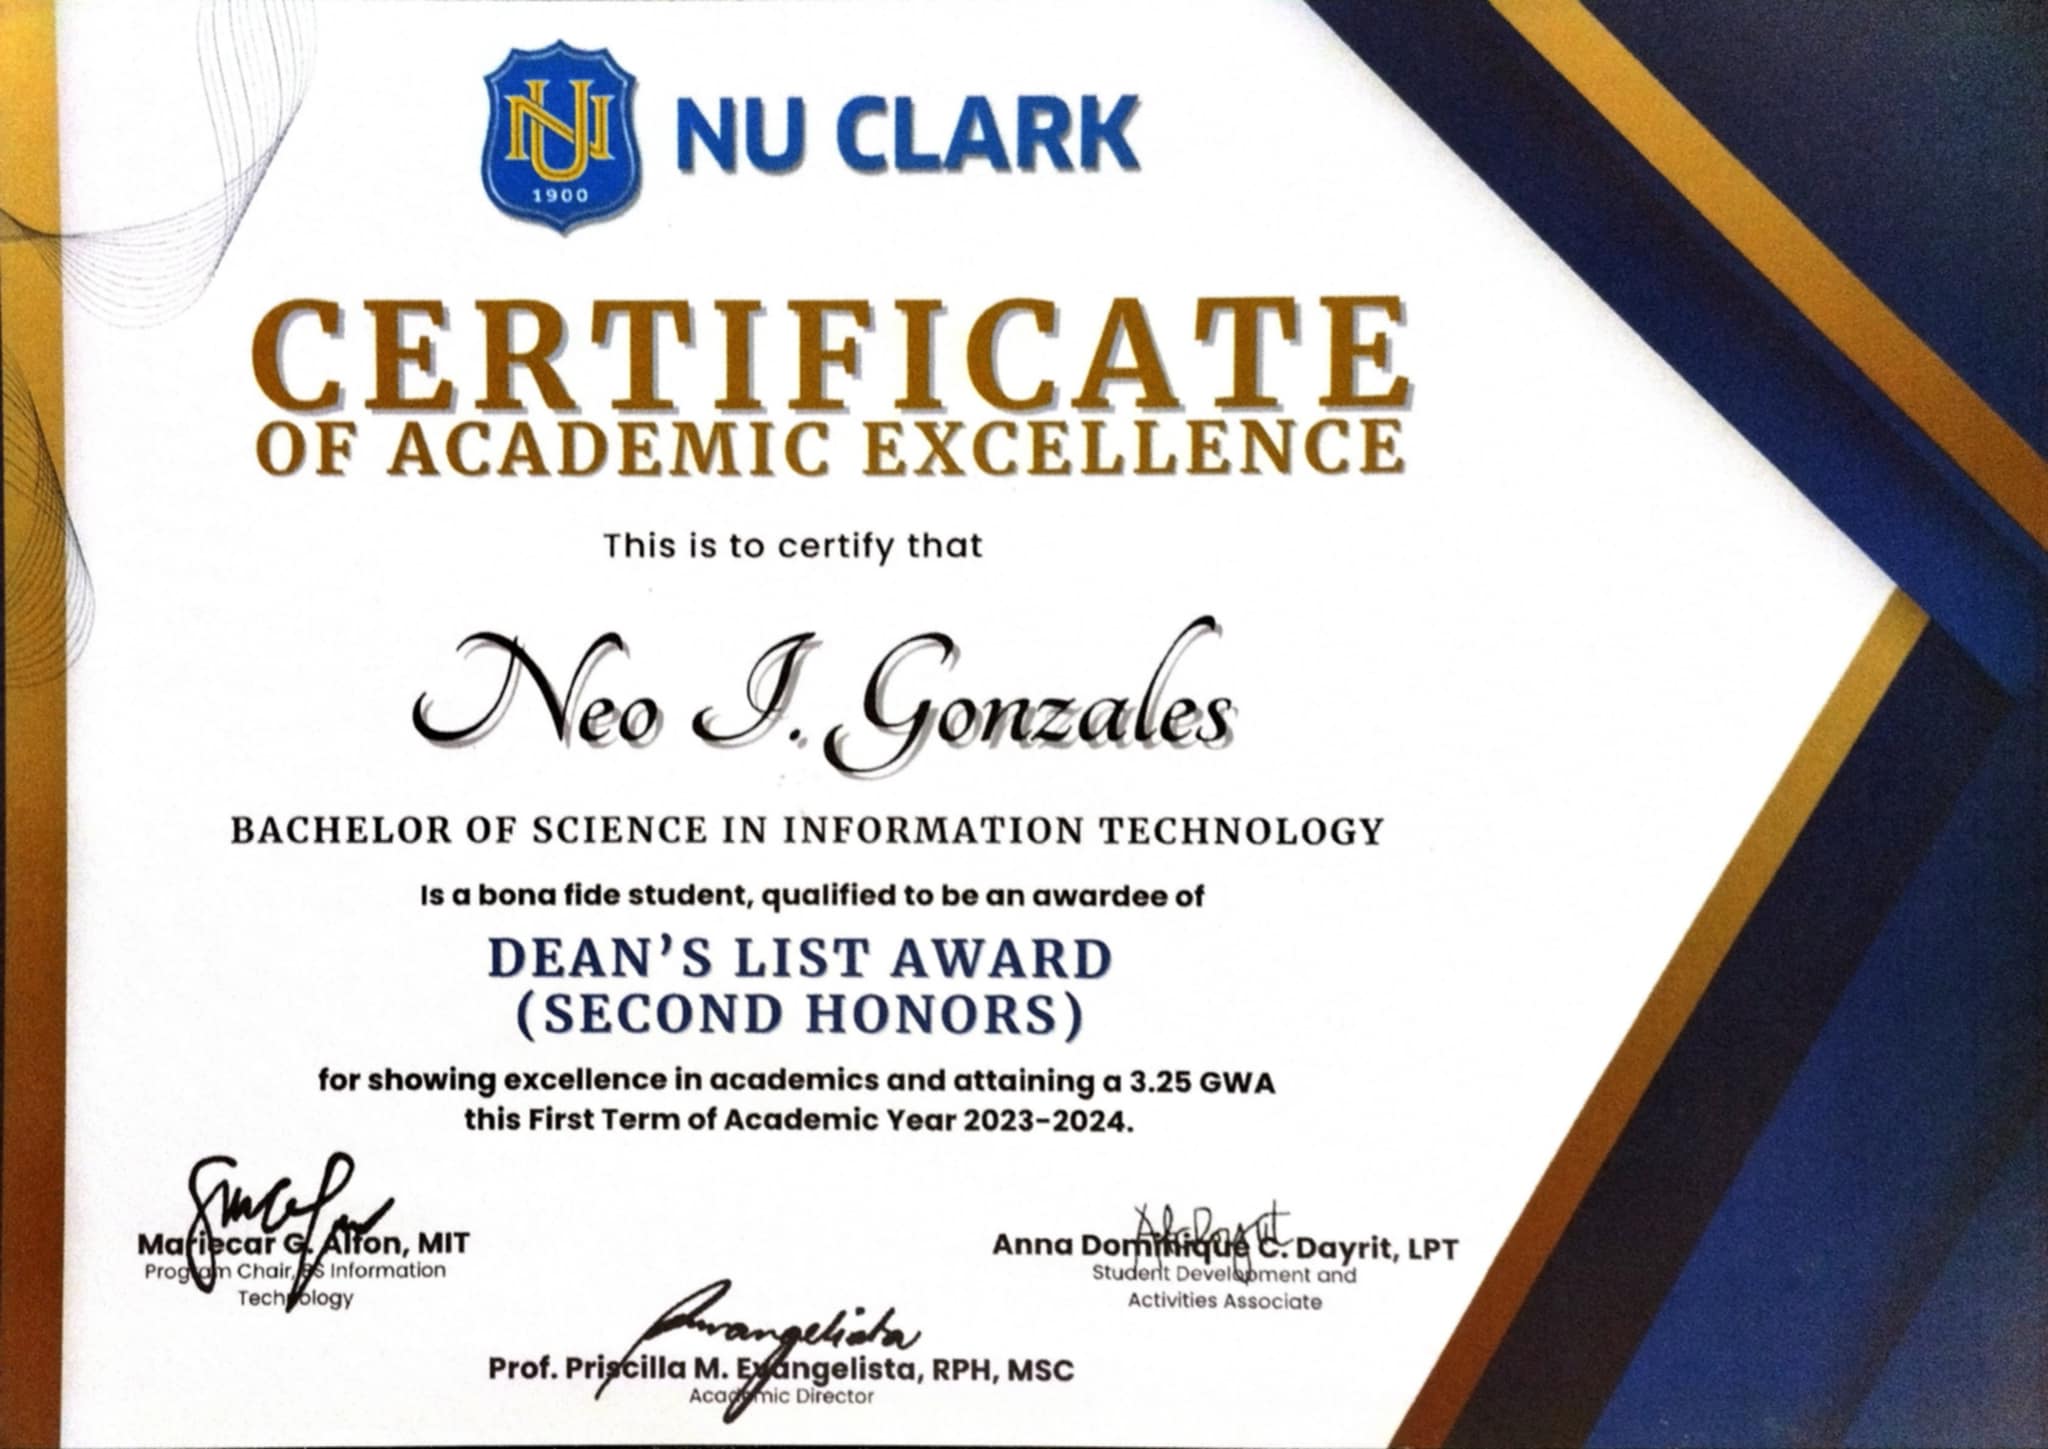 NU
1900
NU CLARK
CERTIFICATE
OF ACADEMIC EXCELLENCE
This is to certify that
Neo I. Gonzales
BACHELOR OF SCIENCE IN INFORMATION TECHNOLOGY
Is a bona fide student, qualified to be an awardee of
DEAN'S LIST AWARD
(SECOND HONORS)
for showing excellence in academics and attaining a 3.25 GWA
this First Term of Academic Year 2023-2024.
Mariecar G. Alfon, MIT
Program Chair, BS Information
Technology
Anna Dominique C. Dayrit, LPT
Student Development and
Activities Associate
Prof. Priscilla M. Evangelista, RPH, MSC
Academic Director